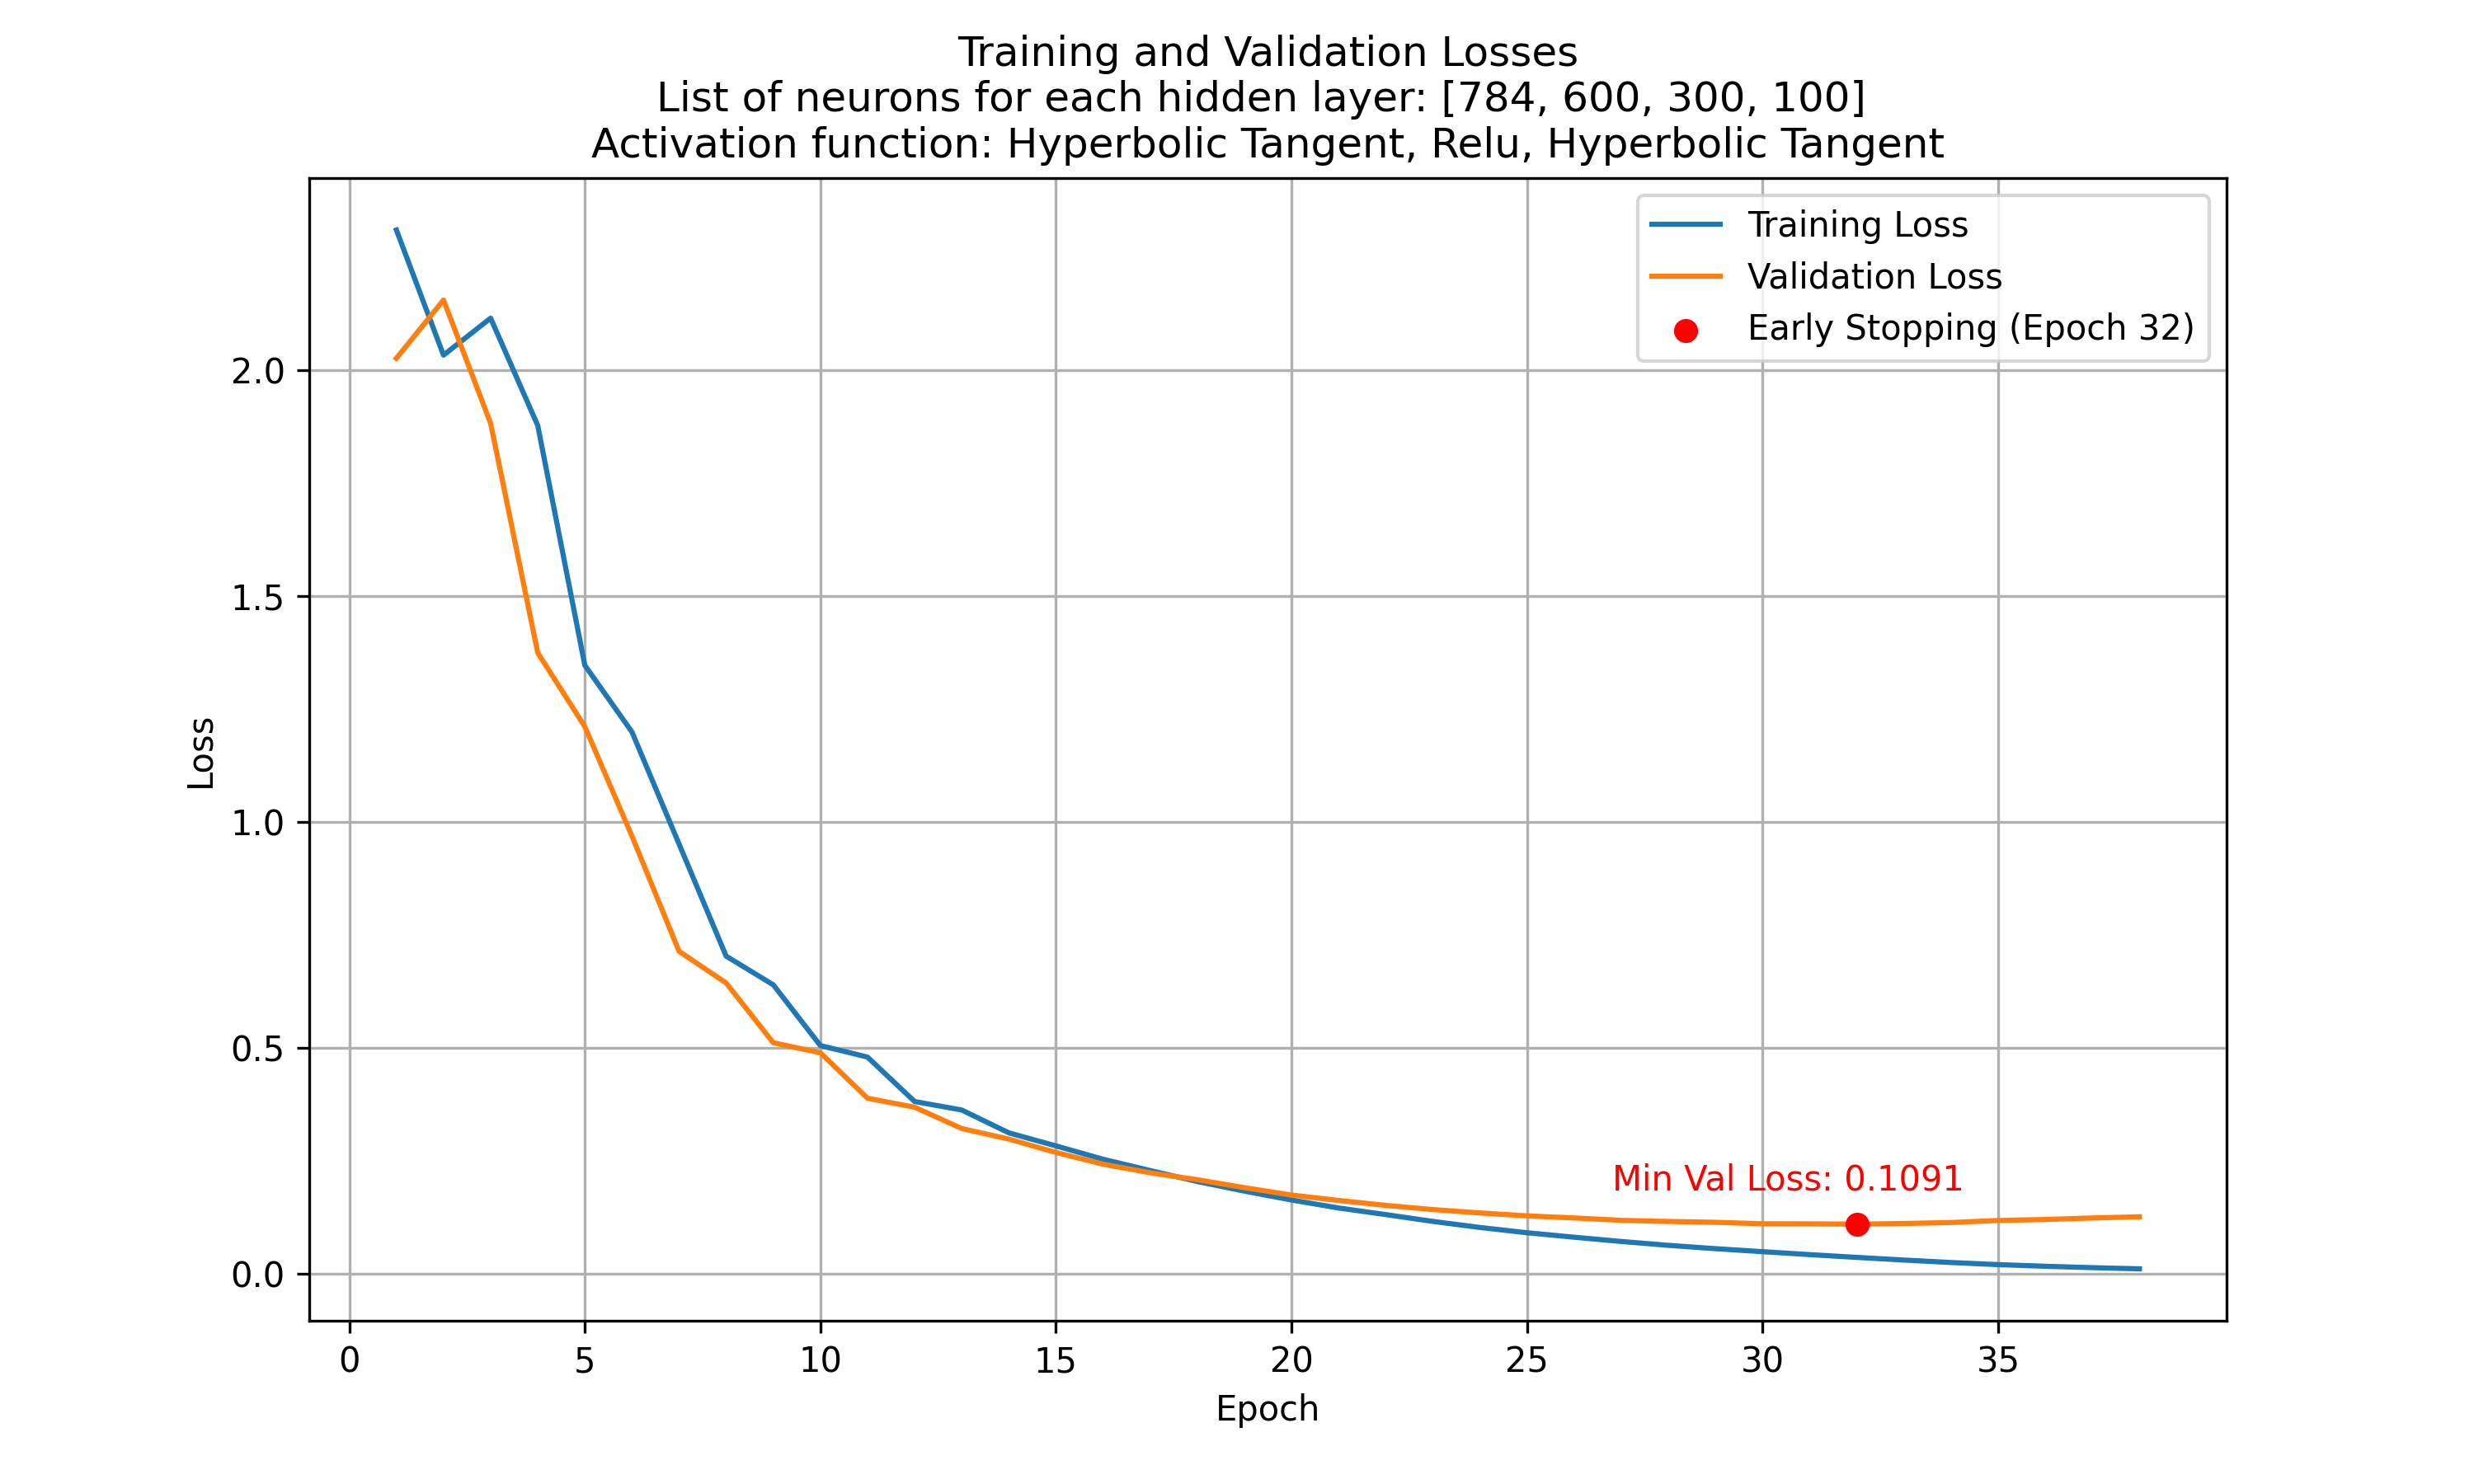 Training and Validation Losses
List of neurons for each hidden layer: [784, 600, 300, 100]
Activation function: Hyperbolic Tangent, Relu, Hyperbolic Tangent
Training Loss
Validation Loss
Early Stopping (Epoch 32)
2.0
1.5
1.0
0.5
0.0
Loss
Min Val Loss: 0.1091
0 5 10 15 20 25 30 35
Epoch